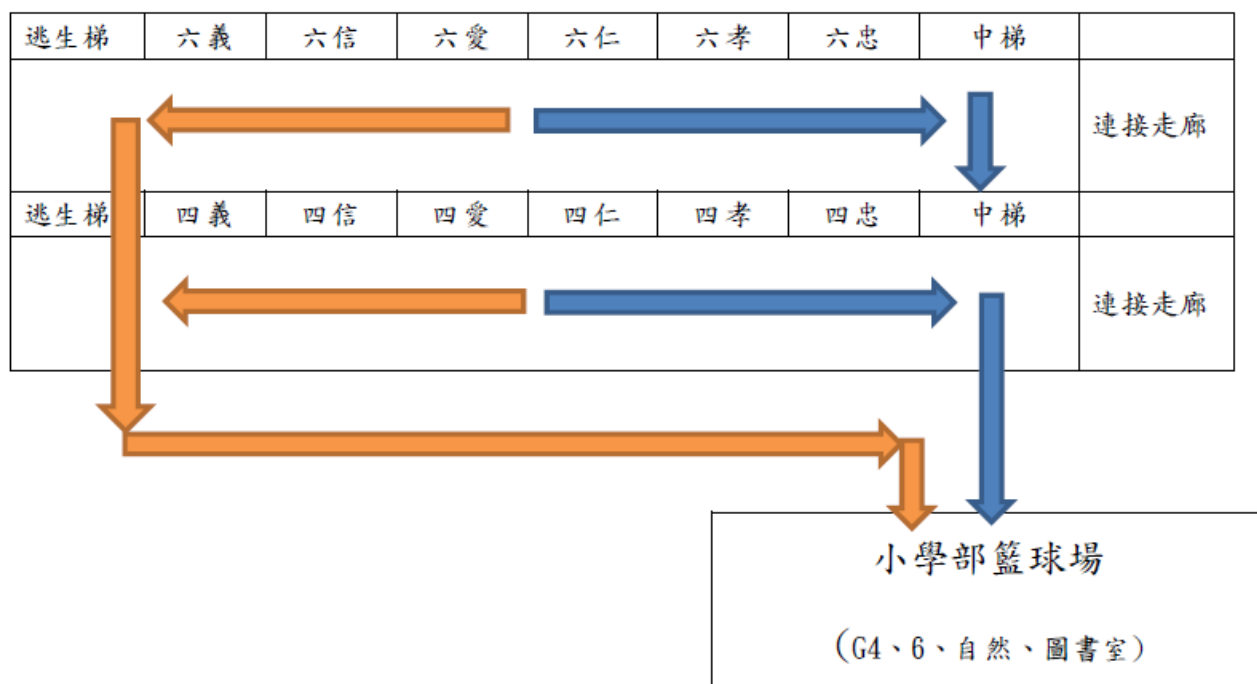 逃生梯 六義 六信 六愛 六仁 六孝 六忠 中梯
連接走廊
逃生梯 四義 四信 四愛 四仁 四孝 四忠 中梯
連接走廊
小學部籃球場
(G4、6、自然、圖書室)